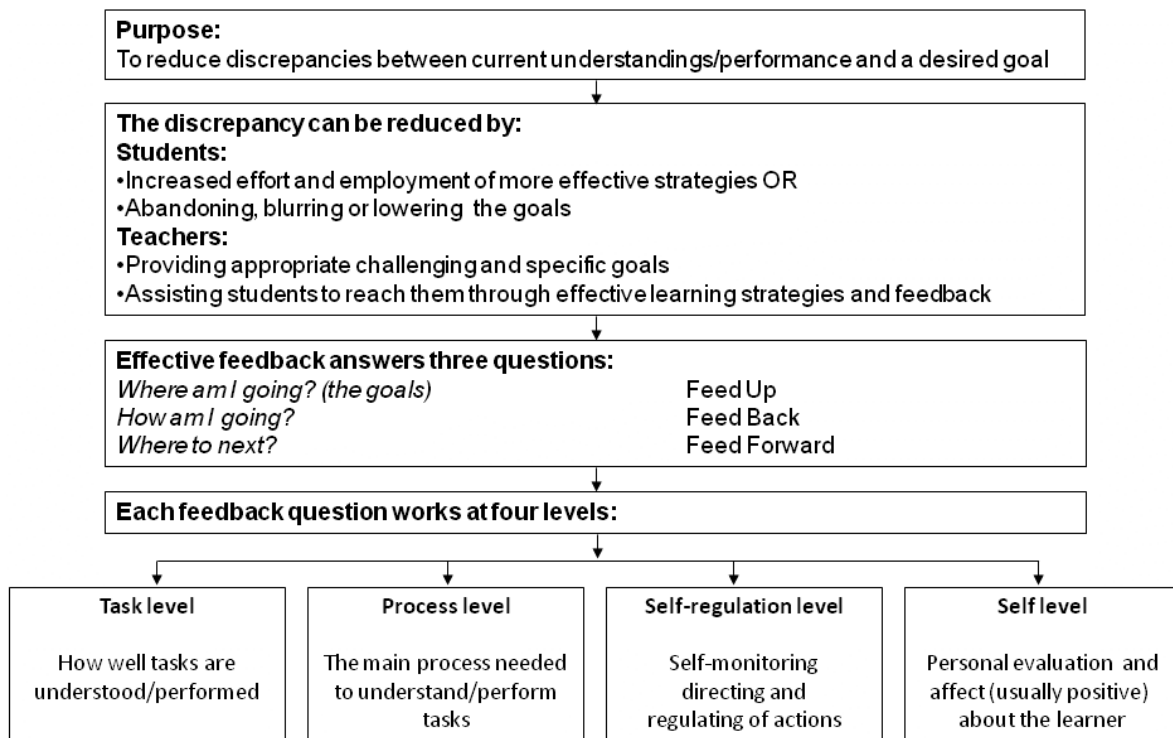 Purpose:
To reduce discrepancies between current understandings/performance and a desired goal
The discrepancy can be reduced by:
Students:
•Increased effort and employment of more effective strategies OR
•Abandoning, blurring or lowering the goals
Teachers:
•Providing appropriate challenging and specific goals
•Assisting students to reach them through effective learning strategies and feedback
Effective feedback answers three questions:
Where am I going? (the goals) Feed Up
How am I going? Feed Back
Where to next? Feed Forward
Each feedback question works at four levels:
Task level
How well tasks are
understood/performed
Process level
The main process needed
to understand/perform
tasks
Self-regulation level
Self-monitoring
directing and
regulating of actions
Self level
Personal evaluation and
affect (usually positive)
about the learner